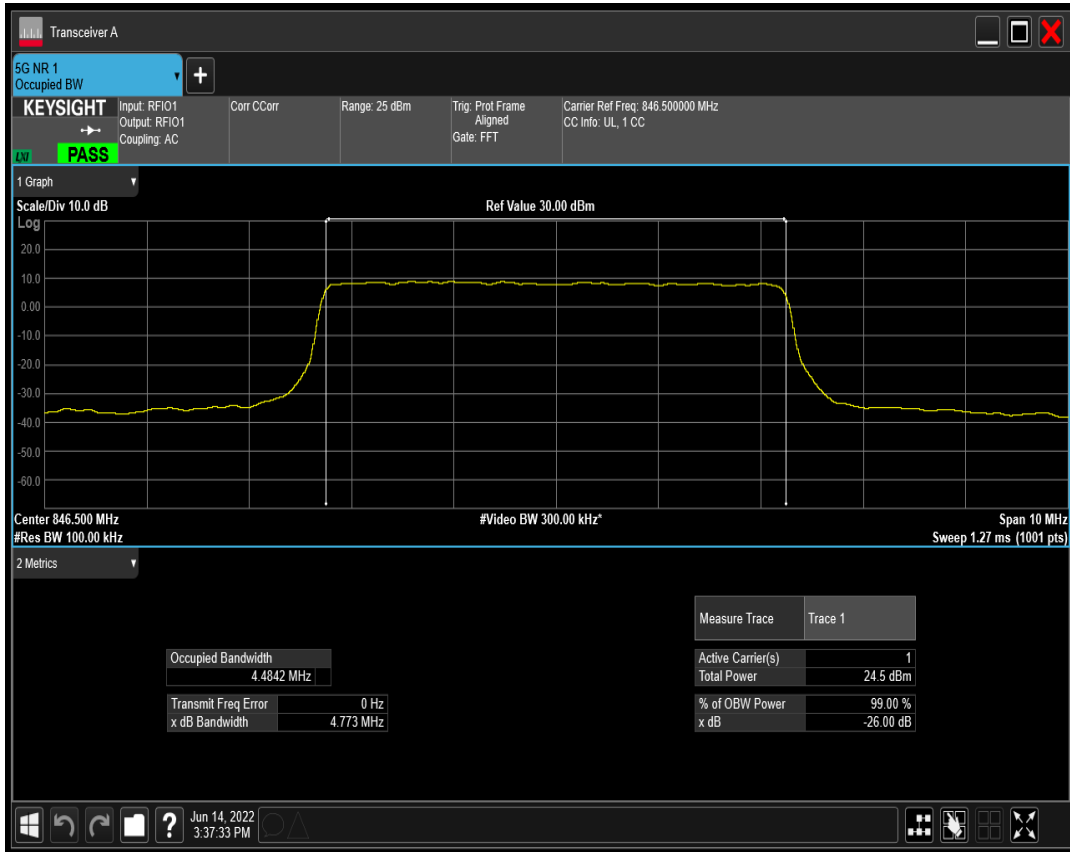 Transceiver A
5G NR 1
Occupied BW
+
KEYSIGHT
LXI
PASS
Input: RFIO1
Output: RFIO1
Coupling: AC
Corr CCorr
Range: 25 dBm
Trig: Prot Frame
Aligned
Gate: FFT
Carrier Ref Freq: 846.500000 MHz
CC Info: UL, 1 CC
1 Graph
Scale/Div 10.0 dB
Ref Value 30.00 dBm
Log
20.0
10.0
0.00
-10.0
-20.0
-30.0
-40.0
-50.0
-60.0
Center 846.500 MHz
#Video BW 300.00 kHz*
Span 10 MHz
#Res BW 100.00 kHz
Sweep 1.27 ms (1001 pts)
2 Metrics
Measure Trace Trace 1
Occupied Bandwidth
4.4842 MHz
Active Carrier(s) 1
Total Power 24.5 dBm
Transmit Freq Error 0 Hz
x dB Bandwidth 4.773 MHz
% of OBW Power 99.00 %
x dB -26.00 dB
?
Jun 14, 2022
3:37:33 PM